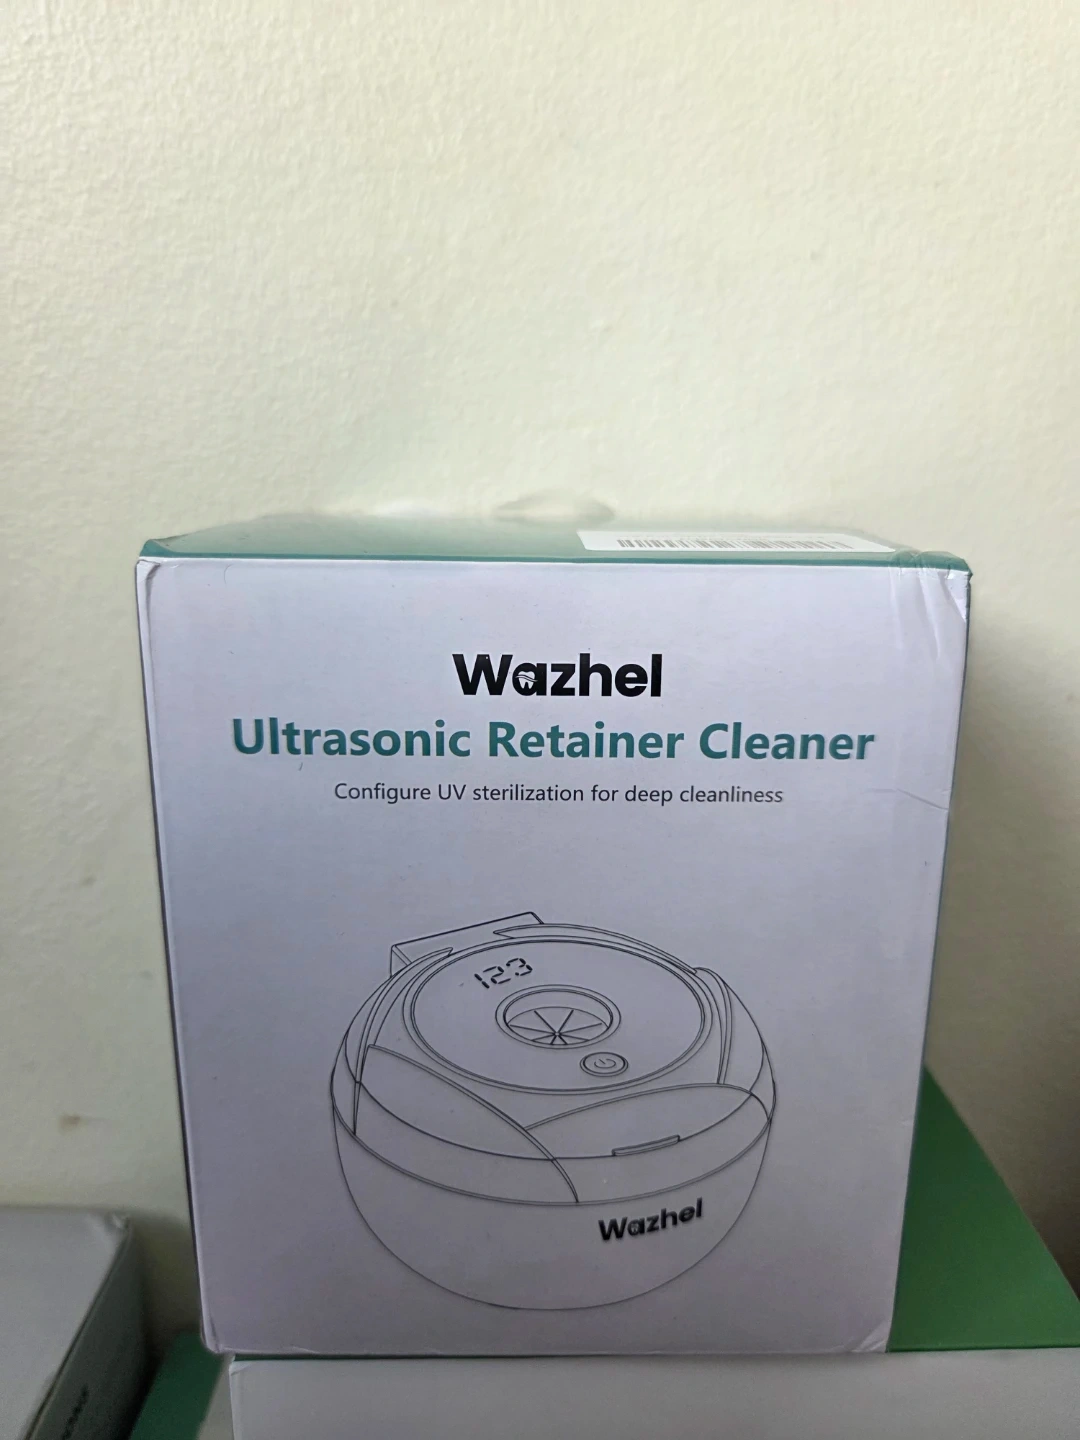 Wazhel
Ultrasonic Retainer Cleaner
Configure UV sterilization for deep cleanliness
123
Wazhel